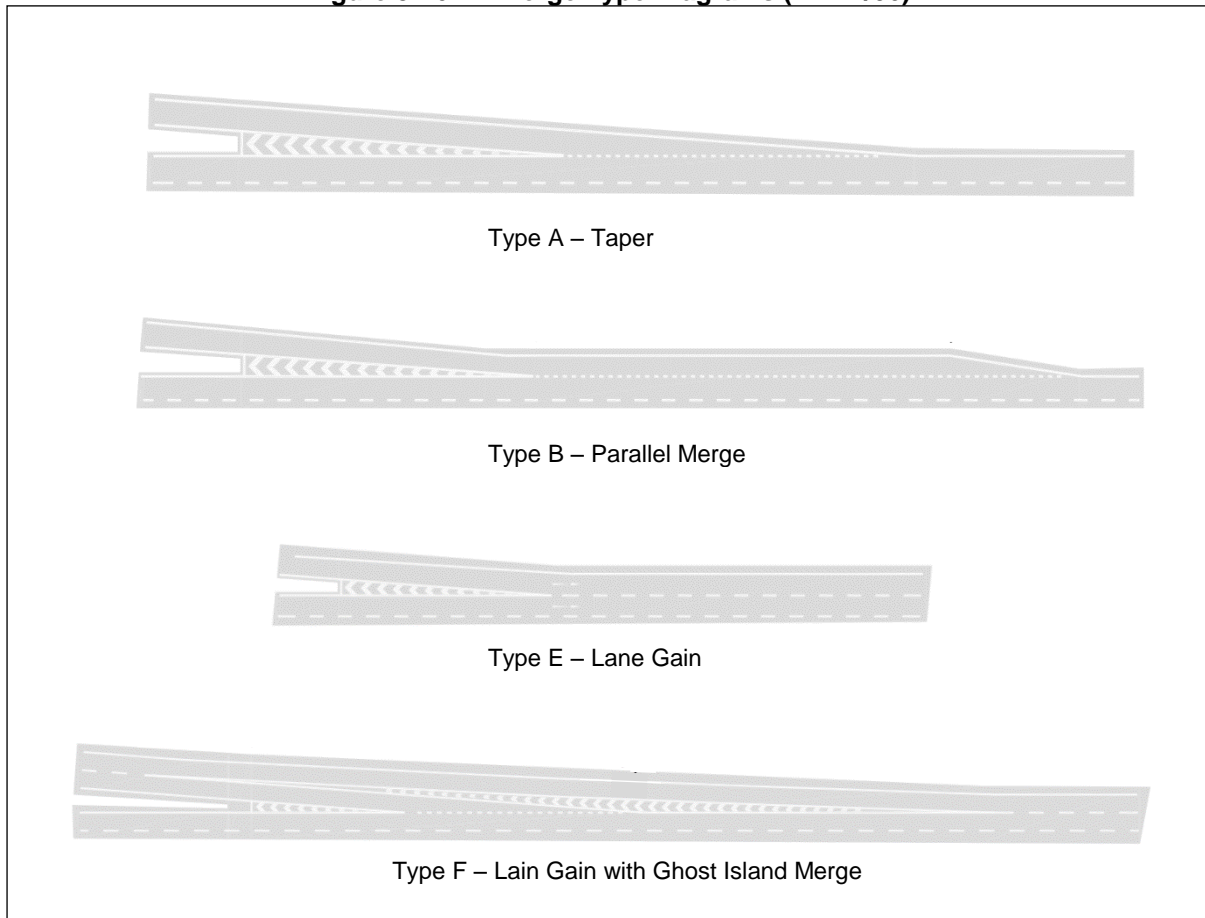 Type A – Taper
Type B – Parallel Merge
Type E – Lane Gain
Type F – Lain Gain with Ghost Island Merge